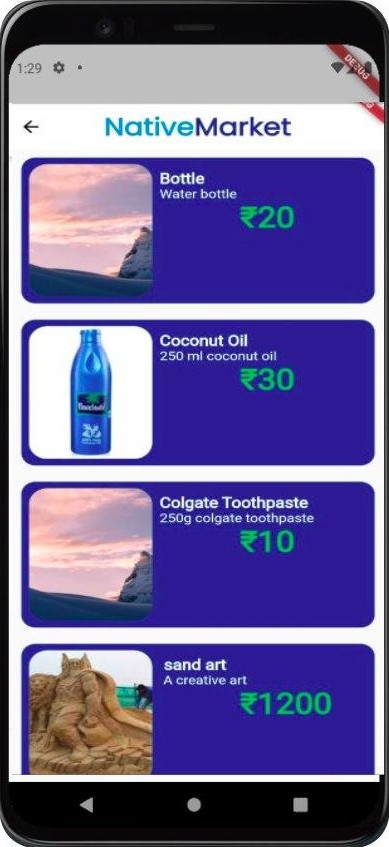 1:29
DEBUG
NativeMarket
Bottle
Water bottle
₹20
Coconut Oil
250 ml coconut oil
₹30
Parachute
Colgate Toothpaste
250g colgate toothpaste
₹10
sand art
A creative art
₹1200